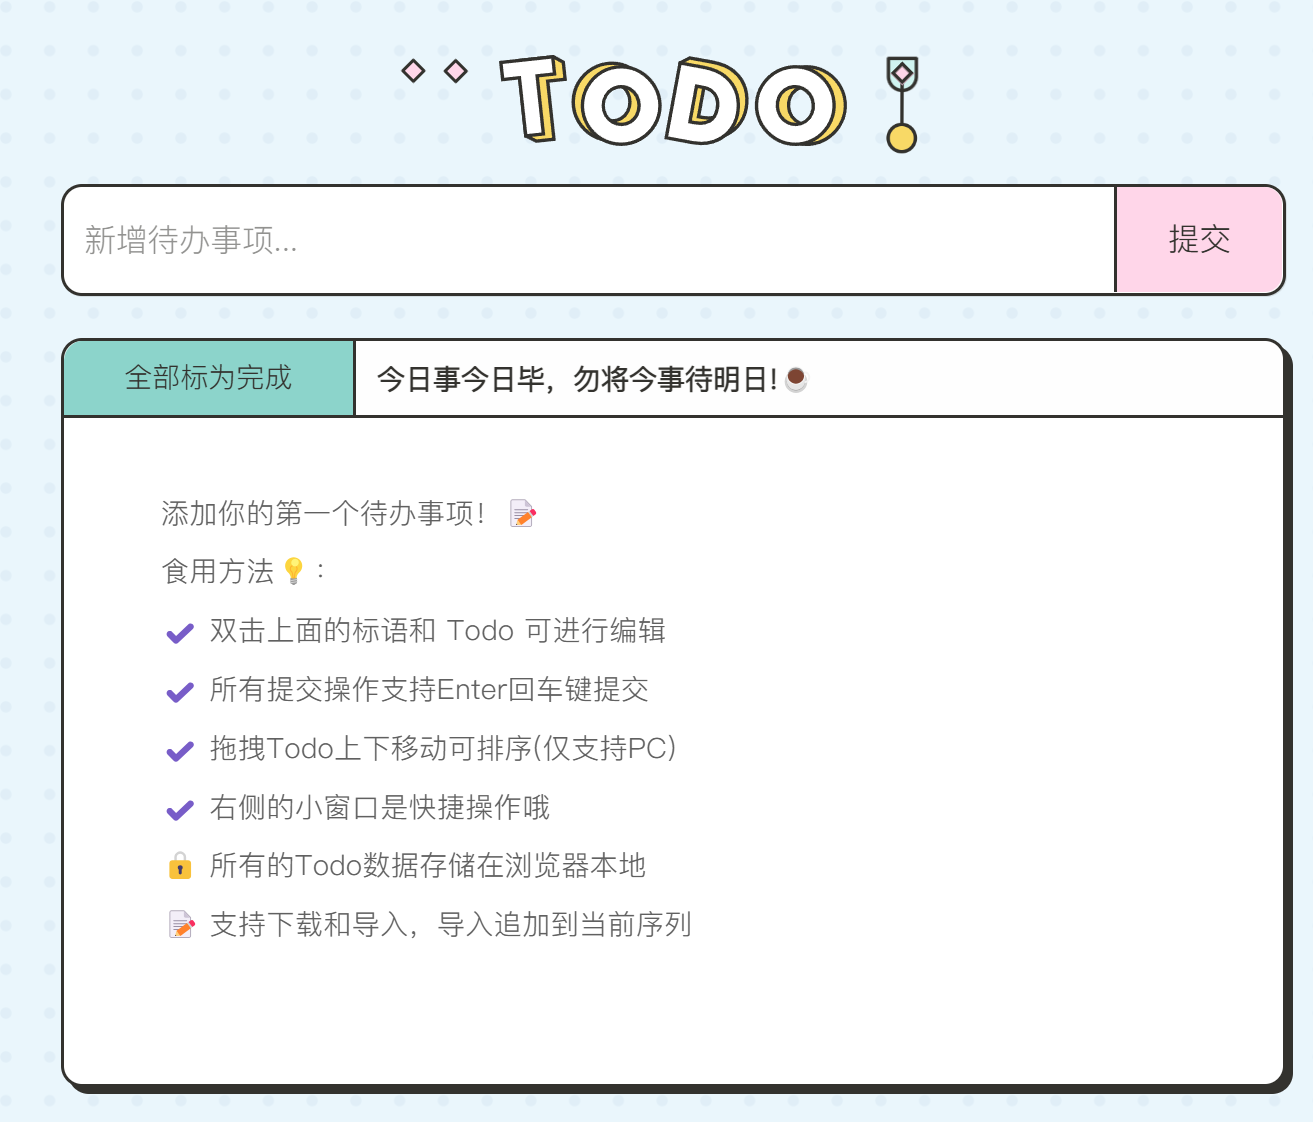 TODO
新增待办事项...
提交
全部标为完成
今日事今日毕，勿将今事待明日!☕
添加你的第一个待办事项！📝
食用方法💡：
✔ 双击上面的标语和 Todo 可进行编辑
✔ 所有提交操作支持Enter回车键提交
✔ 拖拽Todo上下移动可排序(仅支持PC)
✔ 右侧的小窗口是快捷操作哦
🔒 所有的Todo数据存储在浏览器本地
📝 支持下载和导入，导入追加到当前序列